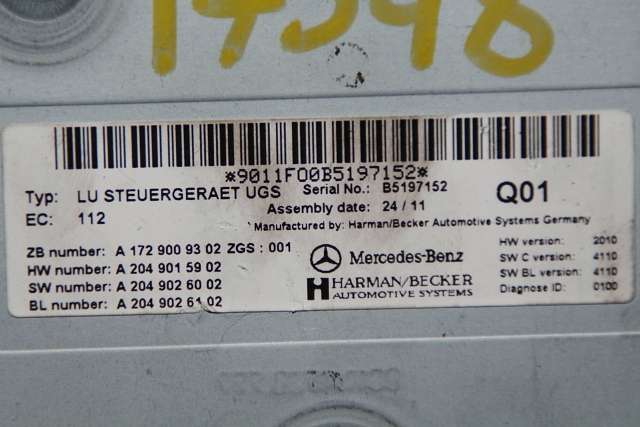 14548
*9011F00B5197152*
Typ: LU STEUERGERAET UGS Serial No.: B5197152 Q01
EC: 112 Assembly date: 24 / 11
Manufactured by: Harman/Becker Automotive Systems Germany
ZB number: A 172 900 93 02 ZGS : 001 Mercedes-Benz HW version: 2010
HW number: A 204 901 59 02 SW C version: 4110
SW number: A 204 902 60 02 HARMAN/BECKER SW BL version: 4110
BL number: A 204 902 61 02 AUTOMOTIVE SYSTEMS Diagnose ID: 0100